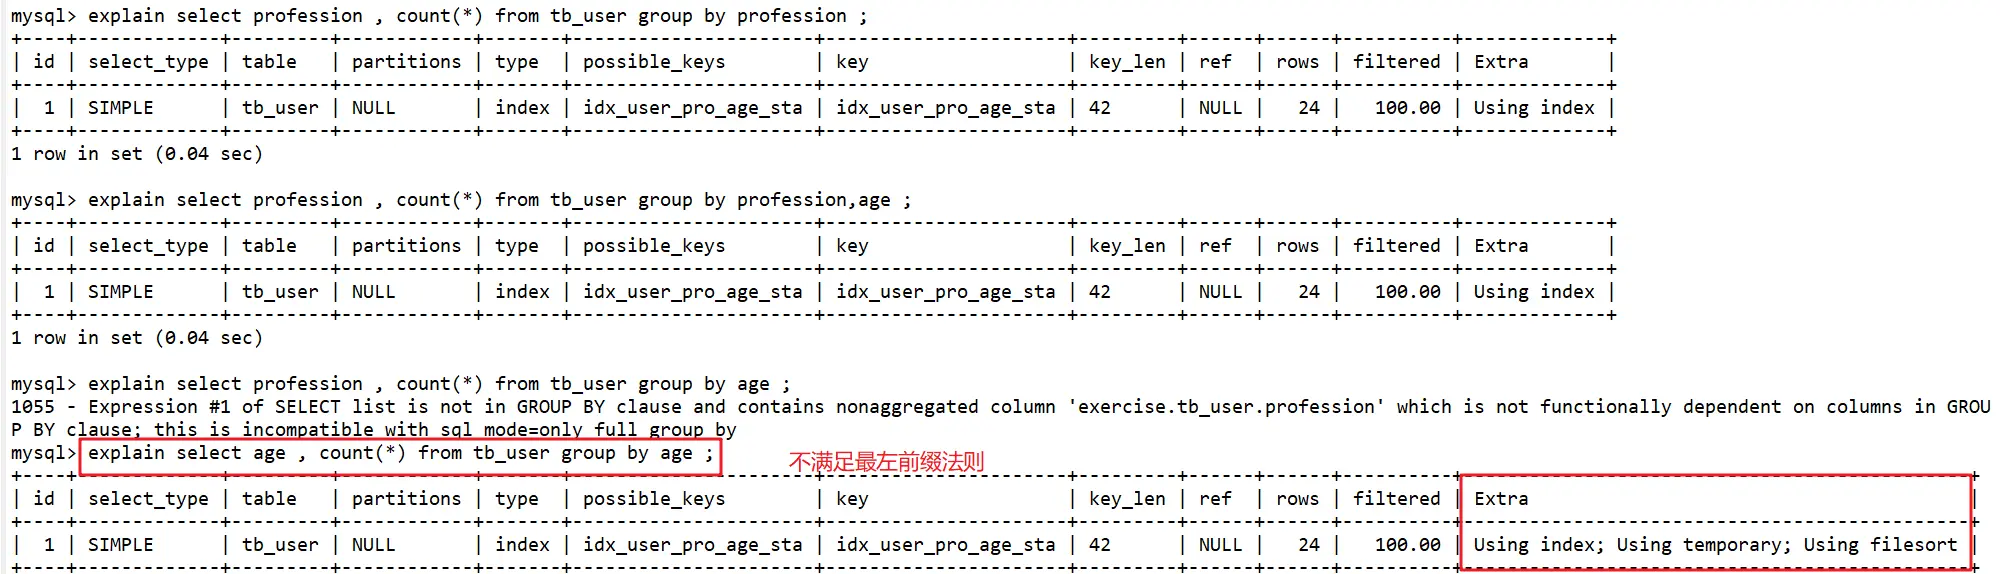 mysql> explain select profession , count(*) from tb_user group by profession ;
+----+-------------+---------+------------+-------+----------------------+----------------------+---------+------+------+----------+-------------+
| id | select_type | table   | partitions | type  | possible_keys        | key                  | key_len | ref  | rows | filtered | Extra       |
+----+-------------+---------+------------+-------+----------------------+----------------------+---------+------+------+----------+-------------+
|  1 | SIMPLE      | tb_user | NULL       | index | idx_user_pro_age_sta | idx_user_pro_age_sta | 42      | NULL |   24 |   100.00 | Using index |
+----+-------------+---------+------------+-------+----------------------+----------------------+---------+------+------+----------+-------------+
1 row in set (0.04 sec)
mysql> explain select profession , count(*) from tb_user group by profession,age ;
+----+-------------+---------+------------+-------+----------------------+----------------------+---------+------+------+----------+-------------+
| id | select_type | table   | partitions | type  | possible_keys        | key                  | key_len | ref  | rows | filtered | Extra       |
+----+-------------+---------+------------+-------+----------------------+----------------------+---------+------+------+----------+-------------+
|  1 | SIMPLE      | tb_user | NULL       | index | idx_user_pro_age_sta | idx_user_pro_age_sta | 42      | NULL |   24 |   100.00 | Using index |
+----+-------------+---------+------------+-------+----------------------+----------------------+---------+------+------+----------+-------------+
1 row in set (0.04 sec)
mysql> explain select profession , count(*) from tb_user group by age ;
1055 - Expression #1 of SELECT list is not in GROUP BY clause and contains nonaggregated column 'exercise.tb_user.profession' which is not functionally dependent on columns in GROU
P BY clause; this is incompatible with sql_mode=only_full_group_by
mysql> explain select age , count(*) from tb_user group by age ;
不满足最左前缀法则
+----+-------------+---------+------------+-------+----------------------+----------------------+---------+------+------+----------+----------------------------------------------+
| id | select_type | table   | partitions | type  | possible_keys        | key                  | key_len | ref  | rows | filtered | Extra                                        |
+----+-------------+---------+------------+-------+----------------------+----------------------+---------+------+------+----------+----------------------------------------------+
|  1 | SIMPLE      | tb_user | NULL       | index | idx_user_pro_age_sta | idx_user_pro_age_sta | 42      | NULL |   24 |   100.00 | Using index; Using temporary; Using filesort |
+----+-------------+---------+------------+-------+----------------------+----------------------+---------+------+------+----------+----------------------------------------------+